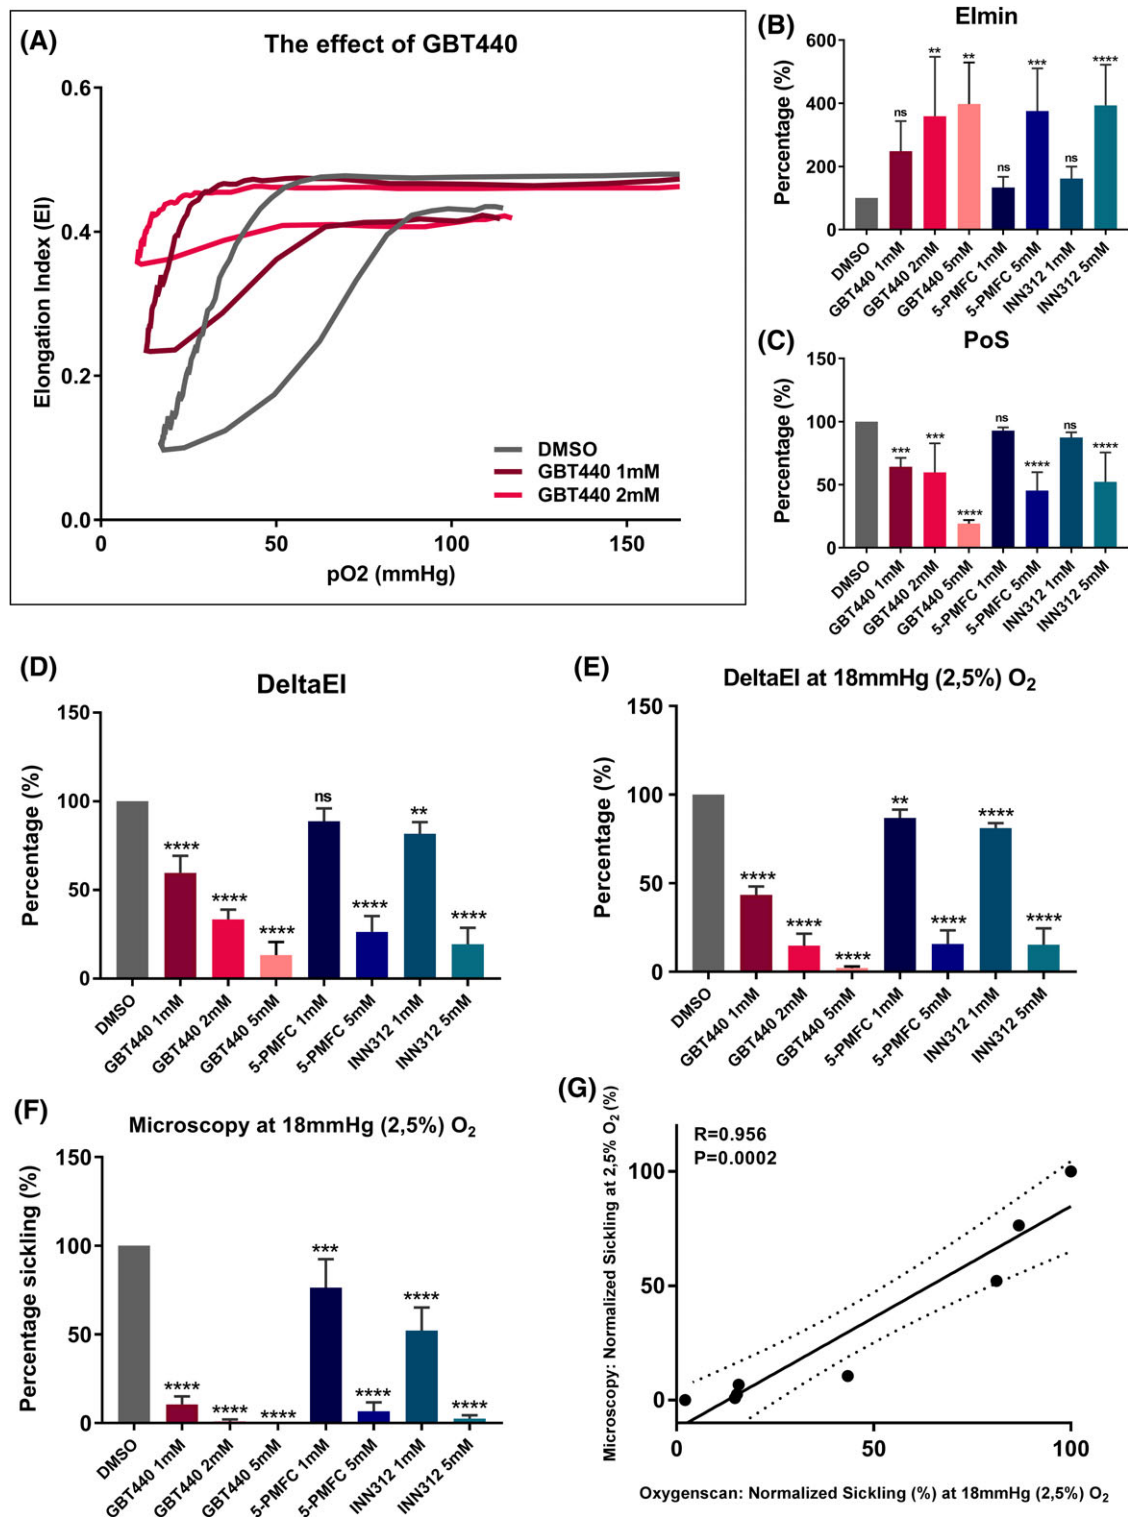 (A)
The effect of GBT440
Elongation Index (EI)
0.6
0.4
0.2
0.0
0
50
100
150
pO2 (mmHg)
DMSO
GBT440 1mM
GBT440 2mM
(B)
EImin
Percentage (%)
600
400
200
0
ns
**
**
ns
***
ns
****
DMSO
GBT440 1mM
GBT440 2mM
GBT440 5mM
5-PMFC 1mM
5-PMFC 5mM
INN312 1mM
INN312 5mM
(C)
PoS
Percentage (%)
150
100
50
0
***
***
****
ns
****
ns
****
DMSO
GBT440 1mM
GBT440 2mM
GBT440 5mM
5-PMFC 1mM
5-PMFC 5mM
INN312 1mM
INN312 5mM
(D)
DeltaEI
Percentage (%)
150
100
50
0
****
****
****
ns
****
**
****
DMSO
GBT440 1mM
GBT440 2mM
GBT440 5mM
5-PMFC 1mM
5-PMFC 5mM
INN312 1mM
INN312 5mM
(E)
DeltaEI at 18mmHg (2,5%) O₂
Percentage (%)
150
100
50
0
****
****
****
**
****
****
****
DMSO
GBT440 1mM
GBT440 2mM
GBT440 5mM
5-PMFC 1mM
5-PMFC 5mM
INN312 1mM
INN312 5mM
(F)
Microscopy at 18mmHg (2,5%) O₂
Percentage sickling (%)
150
100
50
0
****
****
****
***
****
****
****
DMSO
GBT440 1mM
GBT440 2mM
GBT440 5mM
5-PMFC 1mM
5-PMFC 5mM
INN312 1mM
INN312 5mM
(G)
Microscopy: Normalized Sickling at 2,5% O₂ (%)
R=0.956
P=0.0002
100
50
0
0
50
100
Oxygenscan: Normalized Sickling (%) at 18mmHg (2,5%) O₂